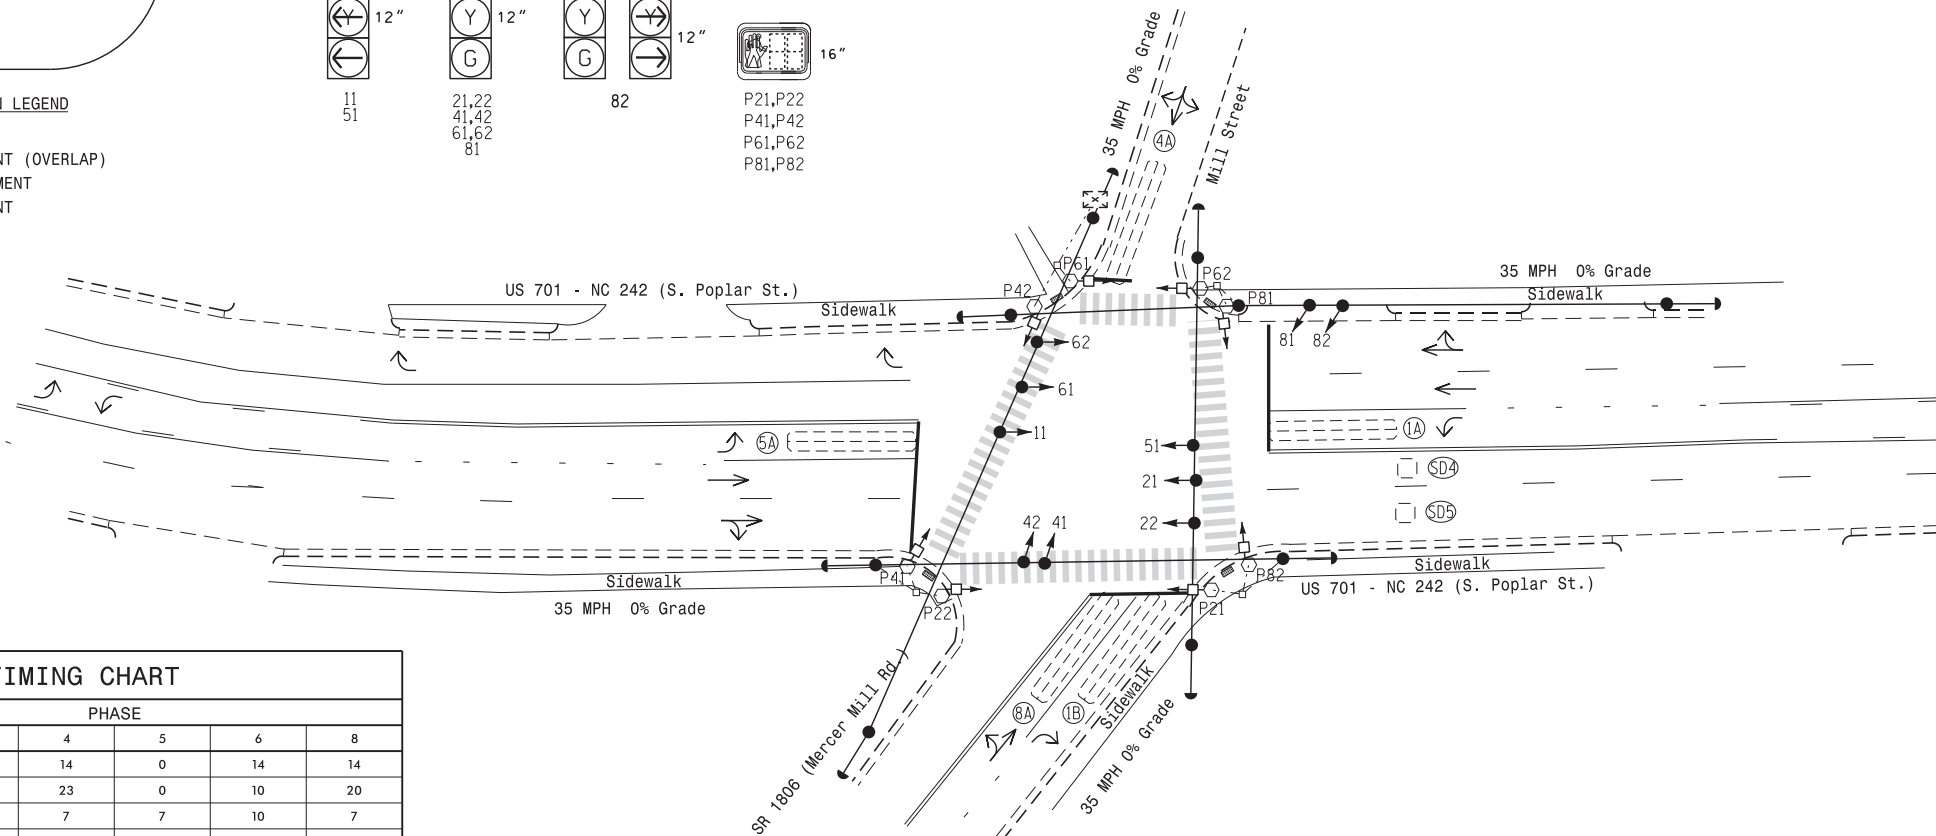 Y
12"
Y
12"
Y
Y
12"
G
G
16"
11
51
21,22
41,42
61,62
81
82
P21,P22
P41,P42
P61,P62
P81,P82
LEGEND
(OVERLAP)
35 MPH 0% Grade
4A
Mill Street
P61
P62
P42
P81
US 701 - NC 242 (S. Poplar St.)
Sidewalk
35 MPH 0% Grade
Sidewalk
62
81
82
61
11
5A
1A
51
21
22
SD4
SD5
42
41
P41
P22
P82
P21
Sidewalk
35 MPH 0% Grade
Sidewalk
US 701 - NC 242 (S. Poplar St.)
8A
1B
Sidewalk
35 MPH 0% Grade
SR 1806 (Mercer Mill Rd.)
TIMING CHART
PHASE
4 5 6 8
14 0 14 14
23 0 10 20
7 7 10 7